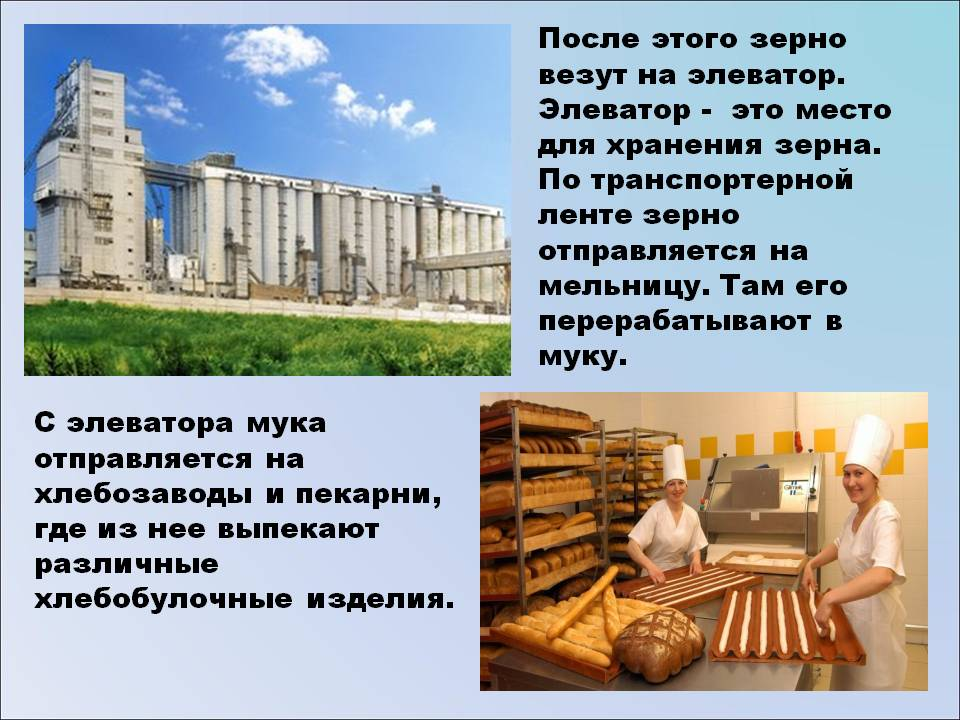 После этого зерно
везут на элеватор.
Элеватор -  это место
для хранения зерна.
По транспортерной
ленте зерно
отправляется на
мельницу. Там его
перерабатывают в
муку.
С элеватора мука
отправляется на
хлебозаводы и пекарни,
где из нее выпекают
различные
хлебобулочные изделия.